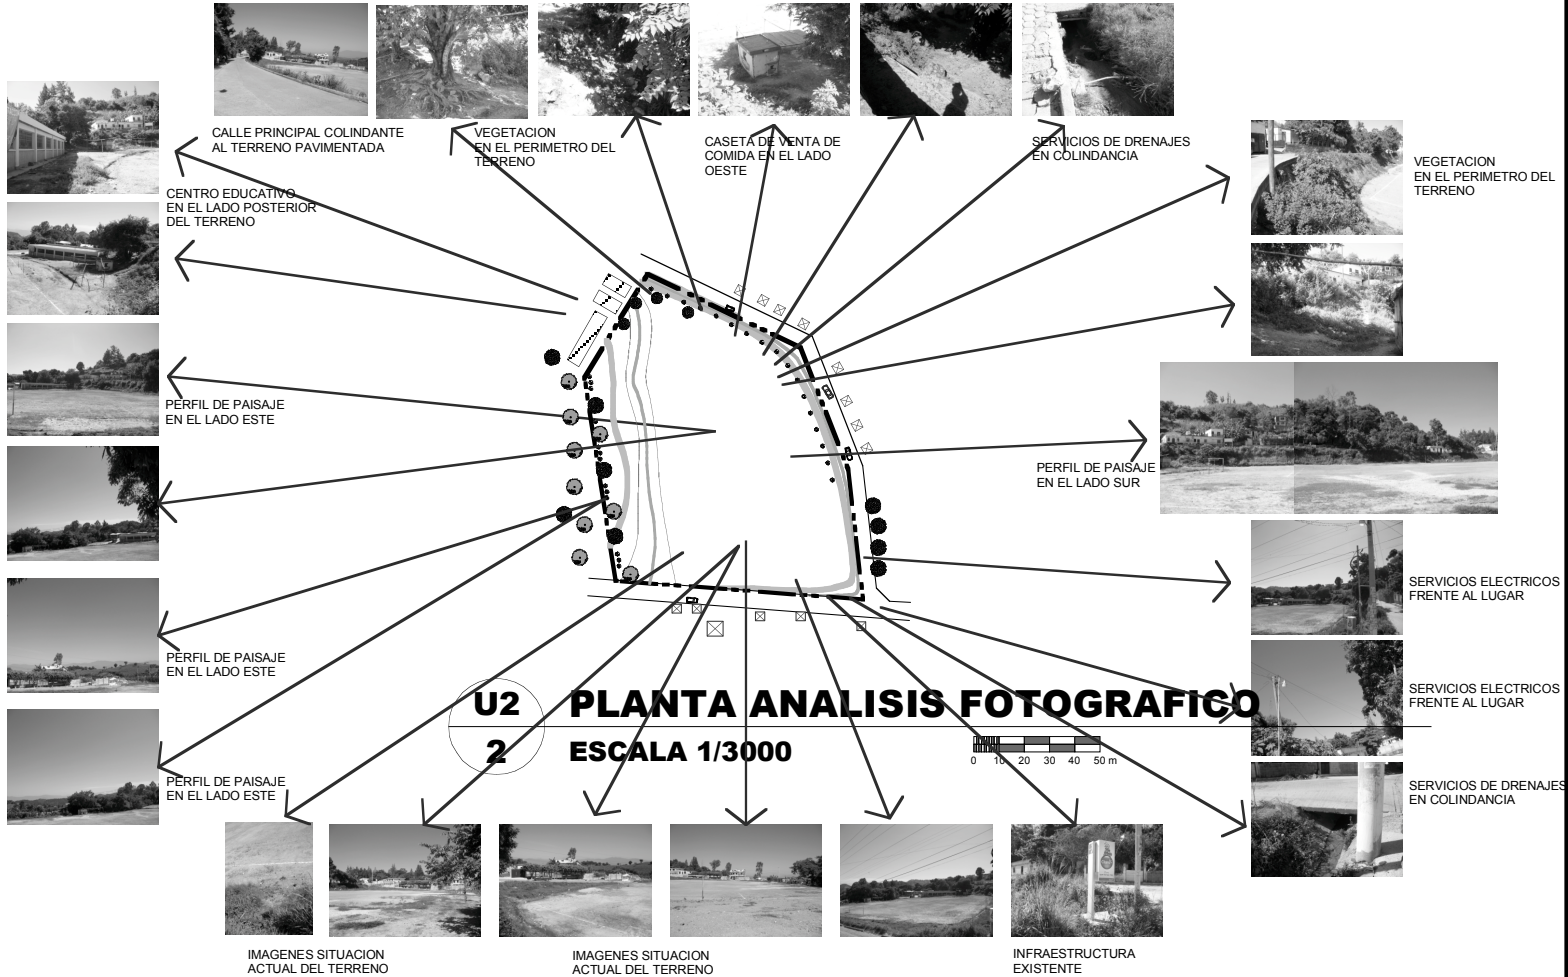 CALLE PRINCIPAL COLINDANTE
AL TERRENO PAVIMENTADA
VEGETACION
EN EL PERIMETRO DEL
TERRENO
CASETA DE VENTA DE
COMIDA EN EL LADO
OESTE
SERVICIOS DE DRENAJES
EN COLINDANCIA
VEGETACION
EN EL PERIMETRO DEL
TERRENO
CENTRO EDUCATIVO
EN EL LADO POSTERIOR
DEL TERRENO
PERFIL DE PAISAJE
EN EL LADO ESTE
PERFIL DE PAISAJE
EN EL LADO SUR
SERVICIOS ELECTRICOS
FRENTE AL LUGAR
PERFIL DE PAISAJE
EN EL LADO ESTE
SERVICIOS ELECTRICOS
FRENTE AL LUGAR
U2
PLANTA ANALISIS FOTOGRAFICO
2
ESCALA 1/3000
0 10 20 30 40 50 m
PERFIL DE PAISAJE
EN EL LADO ESTE
SERVICIOS DE DRENAJES
EN COLINDANCIA
IMAGENES SITUACION
ACTUAL DEL TERRENO
IMAGENES SITUACION
ACTUAL DEL TERRENO
INFRAESTRUCTURA
EXISTENTE